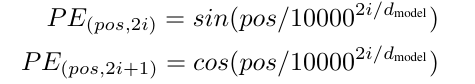 PE_{(pos,2i)} = sin(pos/10000^{2i/d_{model}})
PE_{(pos,2i+1)} = cos(pos/10000^{2i/d_{model}})